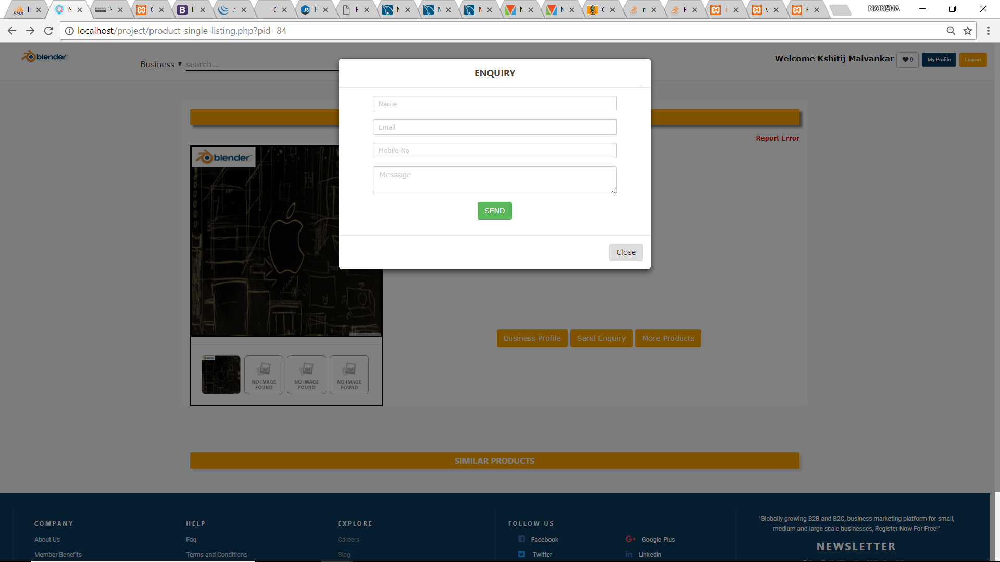 PMA
NAINSHA
localhost/project/product-single-listing.php?pid=84
blender
Business ▼ search...
Welcome Kshitij Malvankar
0
My Profile
Logout
ENQUIRY
×
Name
Email
Mobile No
Message
SEND
Close
Report Error
blender
Business Profile
Send Enquiry
More Products
NO IMAGE FOUND
NO IMAGE FOUND
NO IMAGE FOUND
SIMILAR PRODUCTS
COMPANY
About Us
Member Benefits
HELP
Faq
Terms and Conditions
EXPLORE
Careers
Blog
FOLLOW US
Facebook
Google Plus
Twitter
Linkedin
"Globally growing B2B and B2C, business marketing platform for small,
medium and large scale businesses, Register Now For Free!"
NEWSLETTER